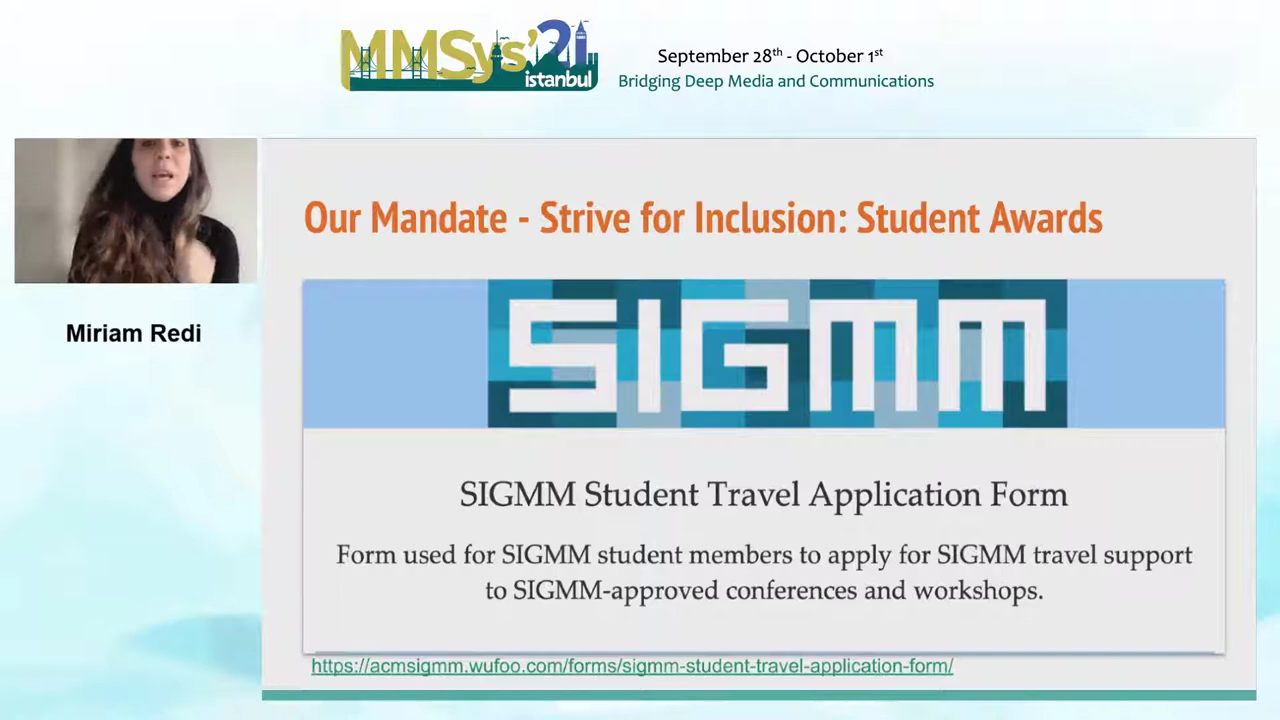 MMSys'21
istanbul
September 28th - October 1st
Bridging Deep Media and Communications
Miriam Redi
Our Mandate - Strive for Inclusion: Student Awards
SIGMM
SIGMM Student Travel Application Form
Form used for SIGMM student members to apply for SIGMM travel support
to SIGMM-approved conferences and workshops.
https://acmsigmm.wufoo.com/forms/sigmm-student-travel-application-form/